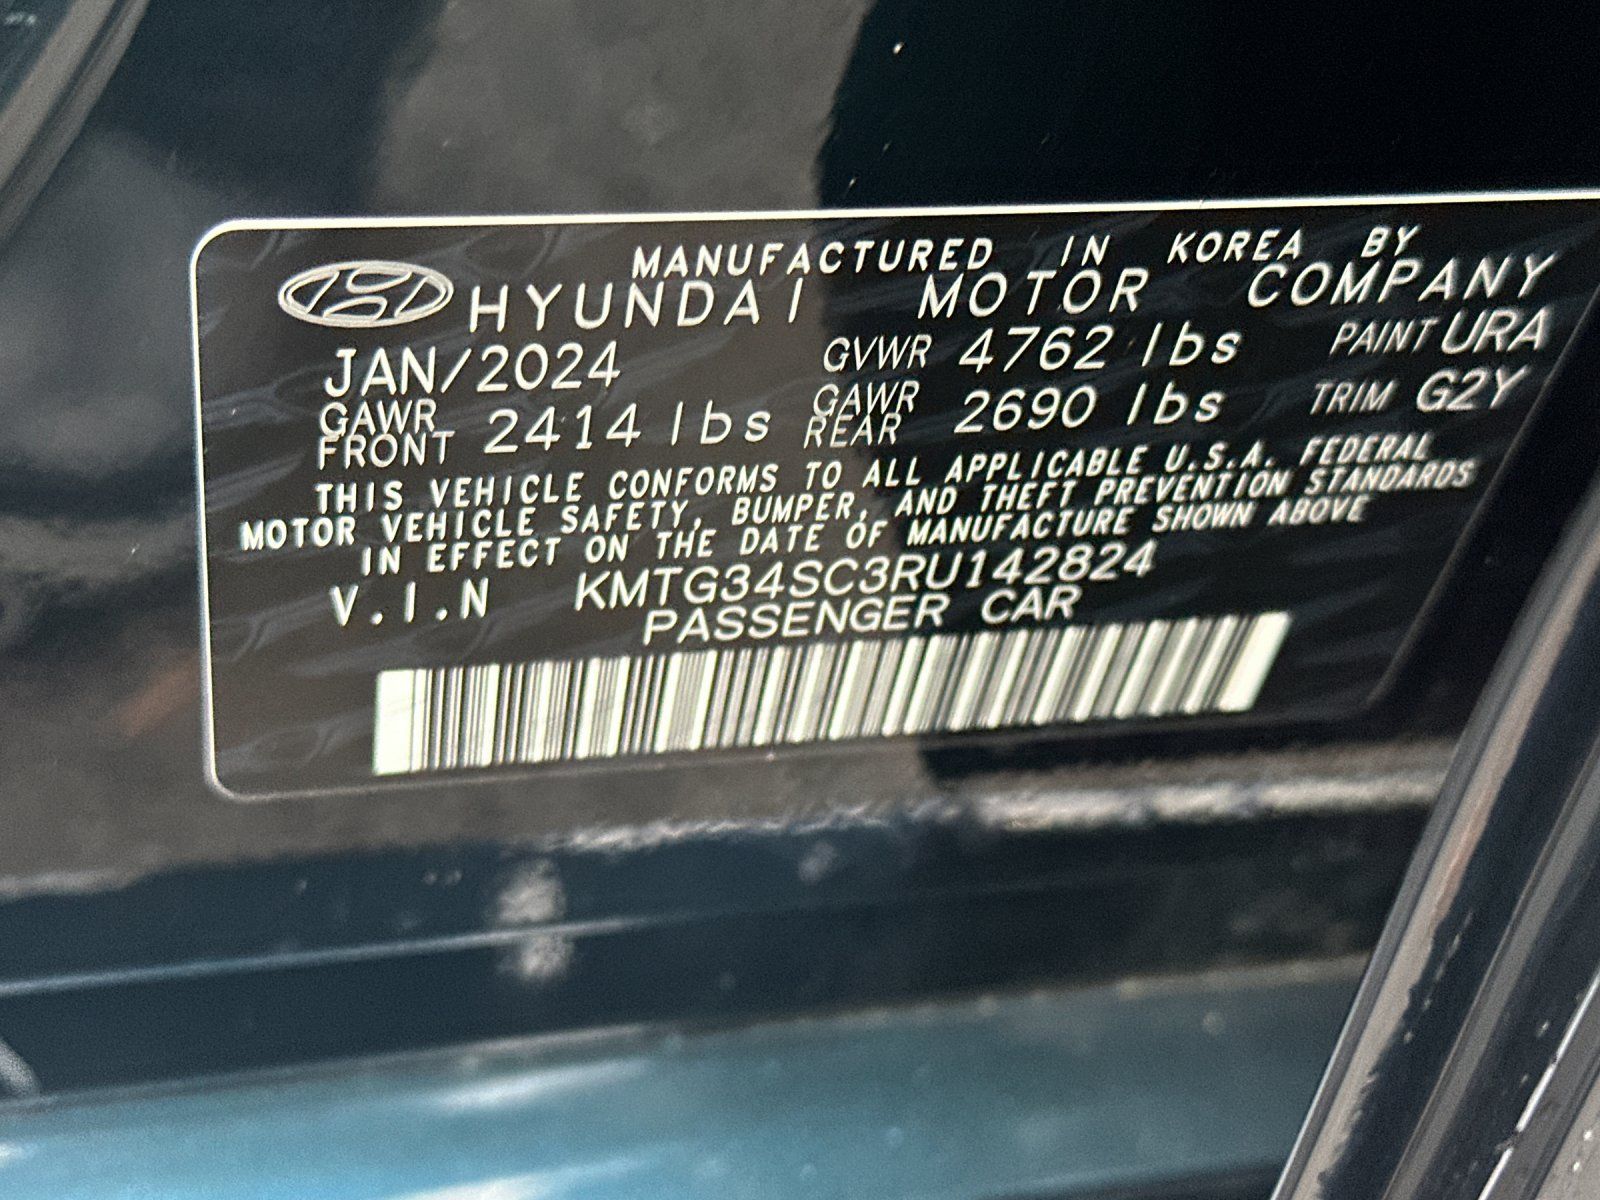 MANUFACTURED IN KOREA BY
HYUNDAI MOTOR COMPANY
JAN/2024 GVWR 4762 lbs PAINT URA
GAWR FRONT 2414 lbs GAWR REAR 2690 lbs TRIM G2Y
THIS VEHICLE CONFORMS TO ALL APPLICABLE U.S.A. FEDERAL
MOTOR VEHICLE SAFETY, BUMPER, AND THEFT PREVENTION STANDARDS
IN EFFECT ON THE DATE OF MANUFACTURE SHOWN ABOVE
V.I.N KMTG34SC3RU142824
PASSENGER CAR